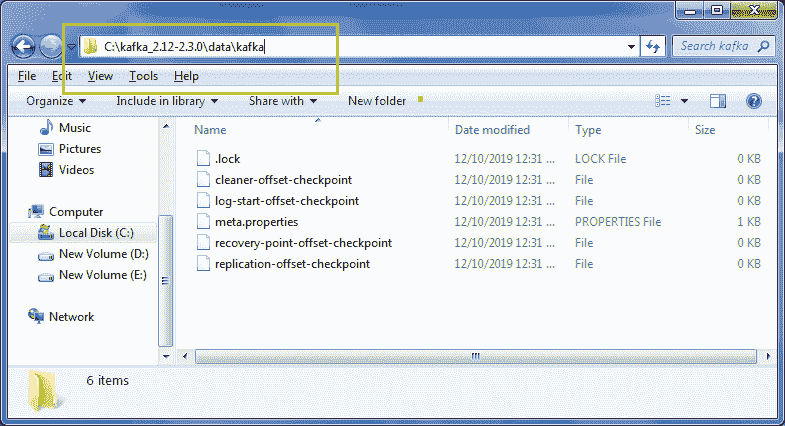 C:\kafka_2.12-2.3.0\data\kafka
Search kafka
File Edit View Tools Help
Organize Include in library Share with New folder
Music
Pictures
Videos
Computer
Local Disk (C:)
New Volume (D:)
New Volume (E:)
Network
Name Date modified Type Size
.lock 12/10/2019 12:31 ... LOCK File 0 KB
cleaner-offset-checkpoint 12/10/2019 12:31 ... File 0 KB
log-start-offset-checkpoint 12/10/2019 12:31 ... File 0 KB
meta.properties 12/10/2019 12:31 ... PROPERTIES File 1 KB
recovery-point-offset-checkpoint 12/10/2019 12:31 ... File 0 KB
replication-offset-checkpoint 12/10/2019 12:31 ... File 0 KB
6 items